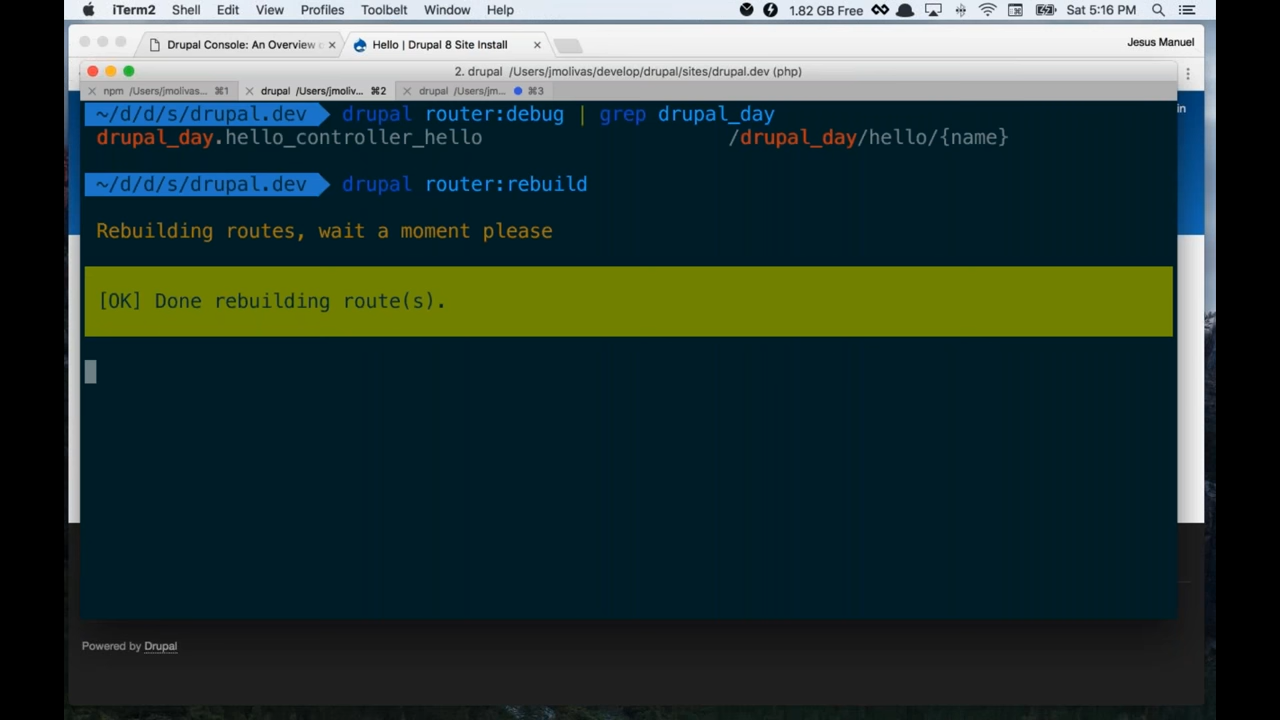 iTerm2 Shell Edit View Profiles Toolbelt Window Help 1.82 GB Free Sat 5:16 PM
Drupal Console: An Overview Hello | Drupal 8 Site Install Jesus Manuel
2. drupal /Users/jmolivas/develop/drupal/sites/drupal.dev (php)
npm /Users/jmolivas... ⌘1 drupal /Users/jmoliv... ⌘2 drupal /Users/jm... ⌘3
~/d/d/s/drupal.dev drupal router:debug | grep drupal_day
in
drupal_day.hello_controller_hello /drupal_day/hello/{name}
~/d/d/s/drupal.dev drupal router:rebuild
Rebuilding routes, wait a moment please
[OK] Done rebuilding route(s).
Powered by Drupal